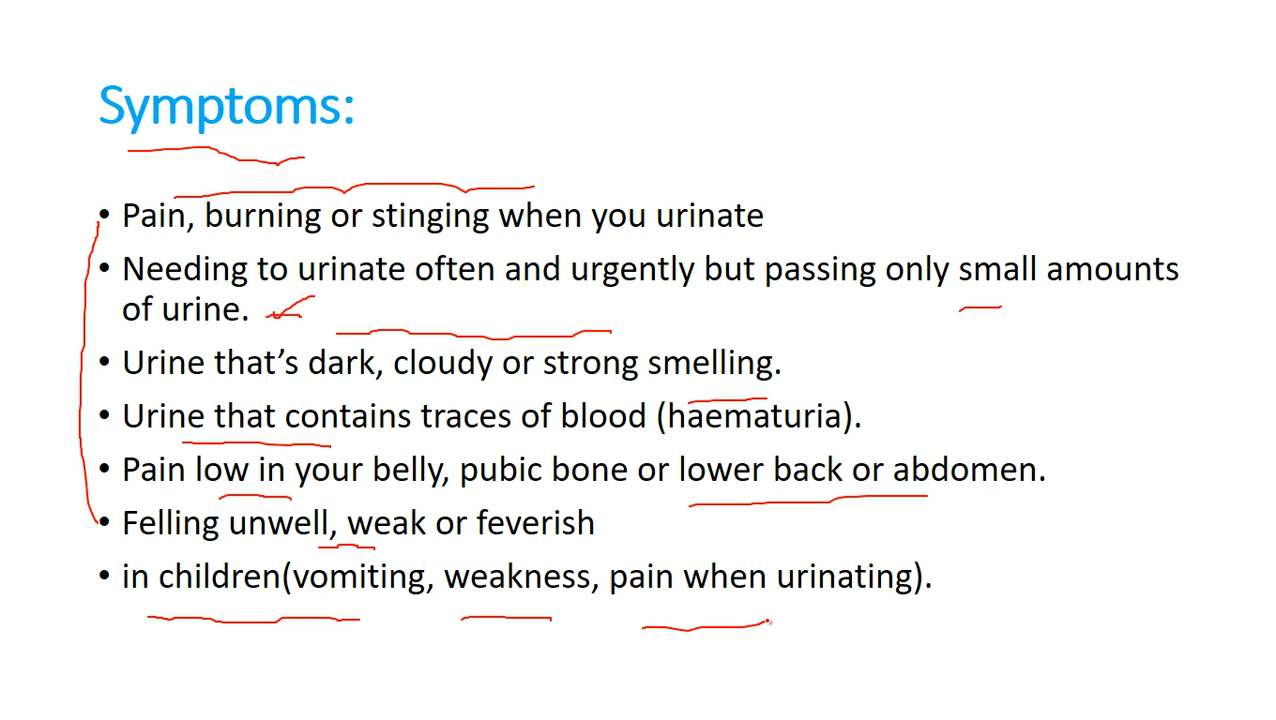 Symptoms:
• Pain, burning or stinging when you urinate
• Needing to urinate often and urgently but passing only small amounts
of urine.
• Urine that’s dark, cloudy or strong smelling.
• Urine that contains traces of blood (haematuria).
• Pain low in your belly, pubic bone or lower back or abdomen.
• Felling unwell, weak or feverish
• in children(vomiting, weakness, pain when urinating).